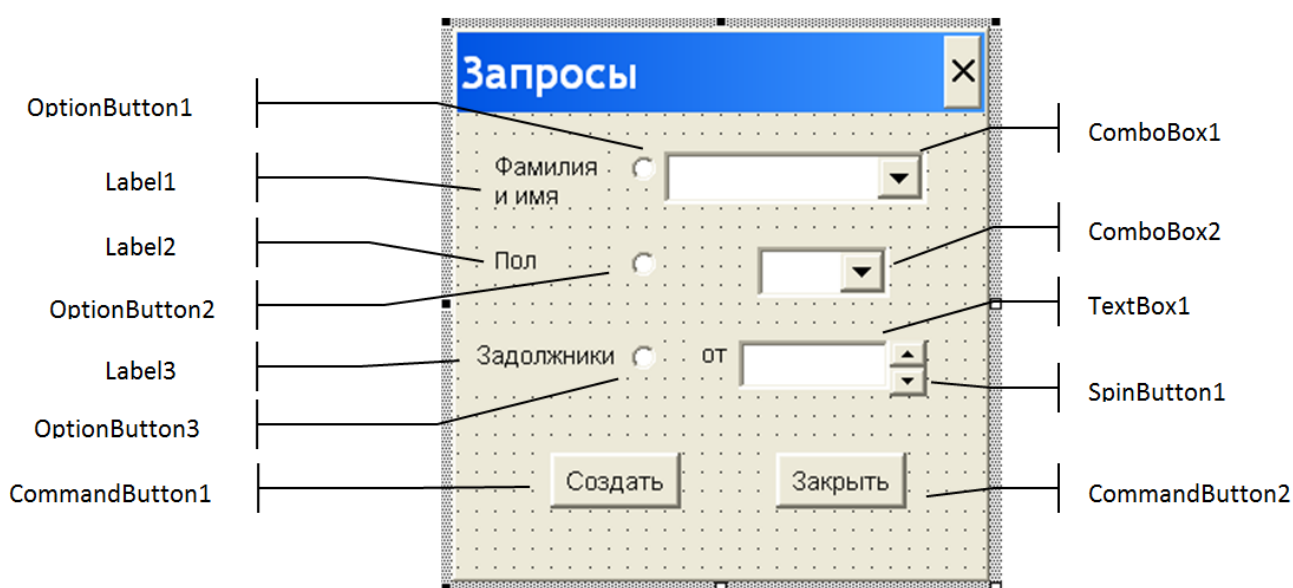 Запросы
OptionButton1
ComboBox1
Фамилия
и имя
Label1
Label2
ComboBox2
Пол
OptionButton2
TextBox1
Задолжники
от
Label3
SpinButton1
OptionButton3
Создать
Закрыть
CommandButton1
CommandButton2